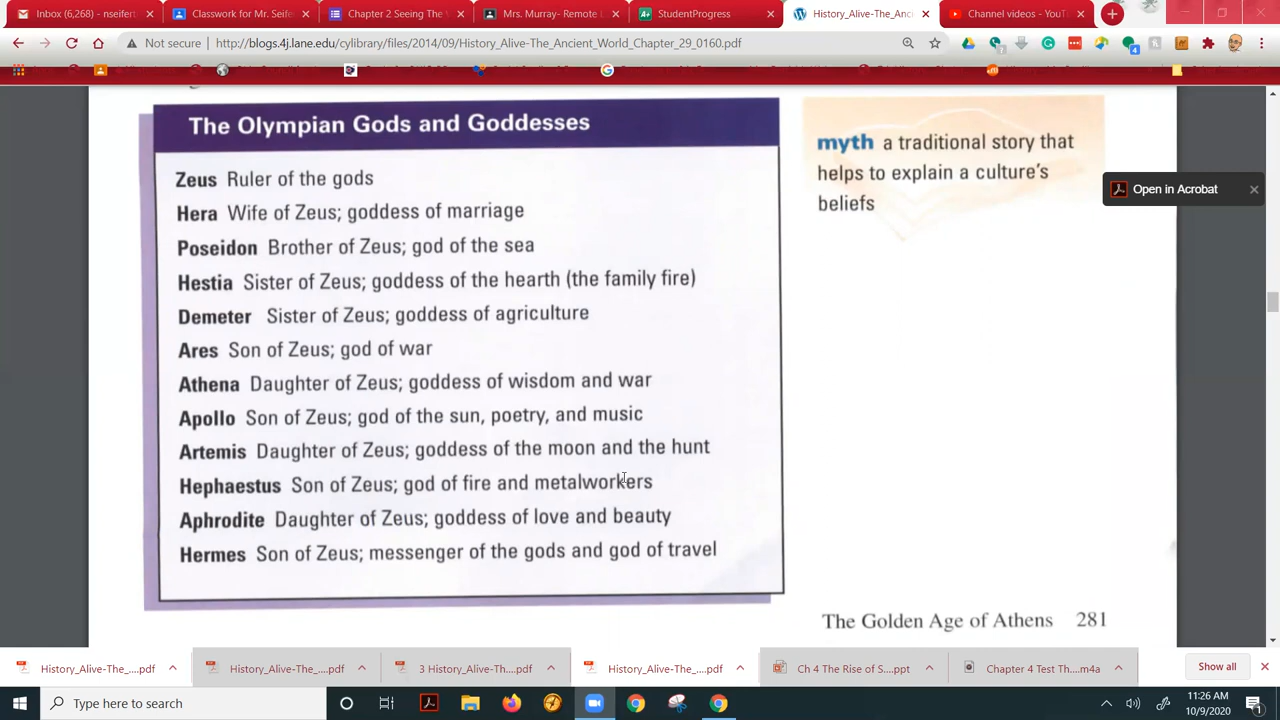 Inbox (6,268) - nseifert
Classwork for Mr. Seife
Chapter 2 Seeing The
Mrs. Murray- Remote L
StudentProgress
History_Alive-The_Anci
Channel videos - YouT
Not secure | http://blogs.4j.lane.edu/cylibrary/files/2014/09/History_Alive-The_Ancient_World_Chapter_29_0160.pdf
The Olympian Gods and Goddesses
Zeus Ruler of the gods
Hera Wife of Zeus; goddess of marriage
Poseidon Brother of Zeus; god of the sea
Hestia Sister of Zeus; goddess of the hearth (the family fire)
Demeter Sister of Zeus; goddess of agriculture
Ares Son of Zeus; god of war
Athena Daughter of Zeus; goddess of wisdom and war
Apollo Son of Zeus; god of the sun, poetry, and music
Artemis Daughter of Zeus; goddess of the moon and the hunt
Hephaestus Son of Zeus; god of fire and metalworkers
Aphrodite Daughter of Zeus; goddess of love and beauty
Hermes Son of Zeus; messenger of the gods and god of travel
myth a traditional story that
helps to explain a culture's
beliefs
Open in Acrobat
The Golden Age of Athens 281
History_Alive-The_....pdf
History_Alive-The_....pdf
3 History_Alive-Th....pdf
History_Alive-The_....pdf
Ch 4 The Rise of S....ppt
Chapter 4 Test Th....m4a
Show all
Type here to search
11:26 AM
10/9/2020